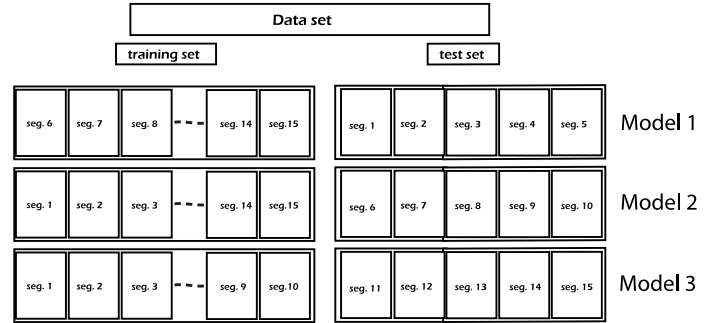 Data set
training set test set
seg. 6 seg. 7 seg. 8 seg. 14 seg.15 seg. 1 seg. 2 seg. 3 seg. 4 seg. 5 Model 1
seg. 1 seg. 2 seg. 3 seg. 14 seg.15 seg. 6 seg. 7 seg. 8 seg. 9 seg. 10 Model 2
seg. 1 seg. 2 seg. 3 seg. 9 seg.10 seg. 11 seg. 12 seg. 13 seg. 14 seg. 15 Model 3